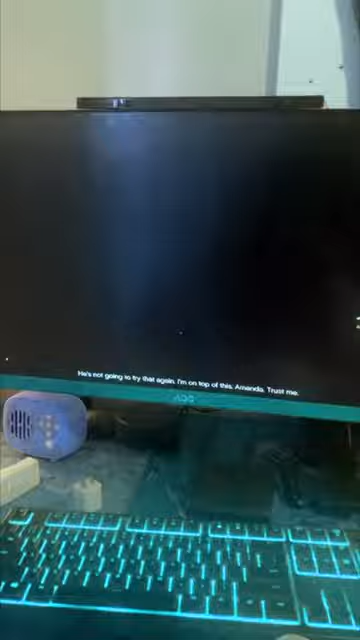 He's not going to try that again. I'm on top of this. Amanda. Trust me.
AOC